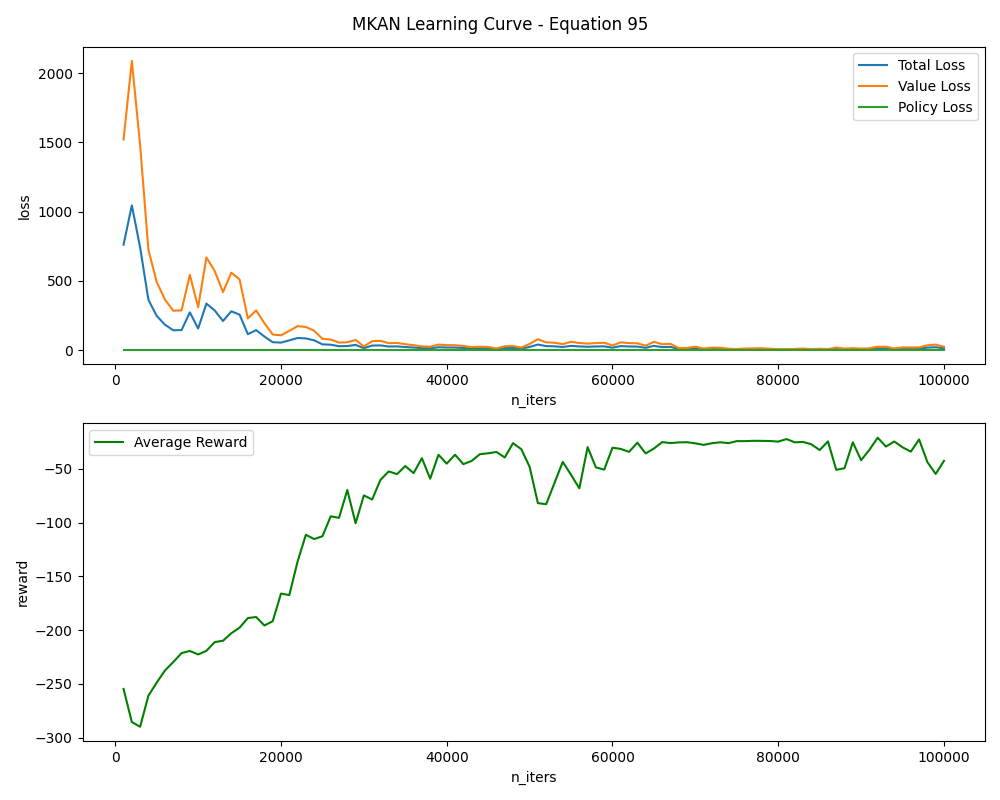 MKAN Learning Curve - Equation 95
2000
1500
1000
500
0
loss
Total Loss
Value Loss
Policy Loss
0
20000
40000
60000
80000
100000
n_iters
−50
−100
−150
−200
−250
−300
reward
Average Reward
0
20000
40000
60000
80000
100000
n_iters